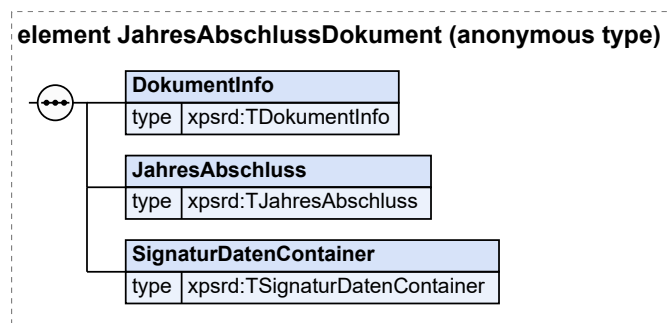 element JahresAbschlussDokument (anonymous type)
DokumentInfo
type xpsrd:TDokumentInfo
JahresAbschluss
type xpsrd:TJahresAbschluss
SignaturDatenContainer
type xpsrd:TSignaturDatenContainer